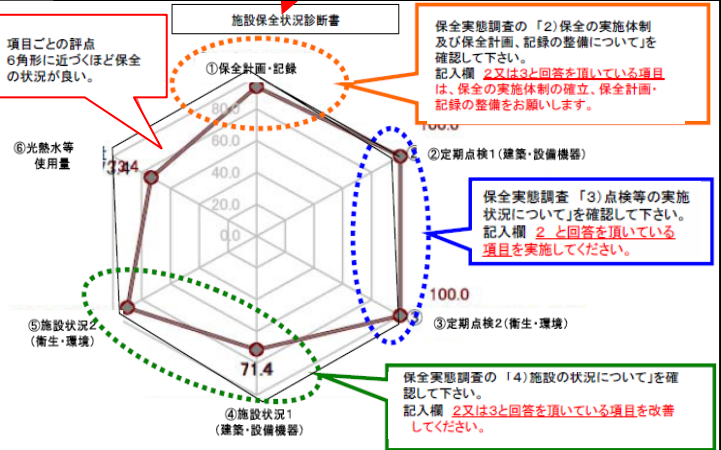 施設保全状況診断書
項目ごとの評点
6角形に近づくほど保全
の状況が良い。
保全実態調査の 「2)保全の実施体制
及び保全計画、記録の整備について」を
確認して下さい。
記入欄 2又は3と回答を頂いている項目
は、保全の実施体制の確立、保全計画・
記録の整備をお願いします。
①保全計画・記録
80.0
60.0
40.0
20.0
0.0
100.0
②定期点検1(建築・設備機器)
⑥光熱水等
使用量
73.4
保全実態調査 「3)点検等の実施
状況について」を確認して下さい。
記入欄 2 と回答を頂いている
項目を実施してください。
100.0
③定期点検2(衛生・環境)
⑤施設状況2
(衛生・環境)
71.4
④施設状況1
(建築・設備機器)
保全実態調査の 「4)施設の状況について」を確
認して下さい。
記入欄 2又は3と回答を頂いている項目を改善
してください。